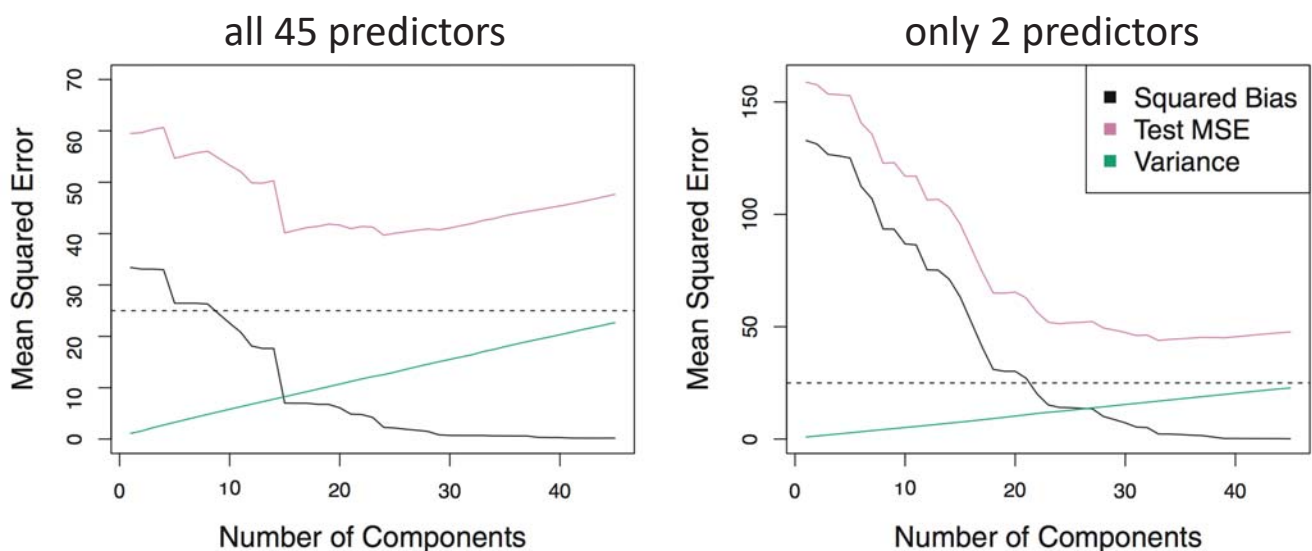 all 45 predictors
only 2 predictors
Mean Squared Error
70
60
50
40
30
20
10
0
0
10
20
30
40
Number of Components
Mean Squared Error
150
100
50
0
0
10
20
30
40
Number of Components
Squared Bias
Test MSE
Variance